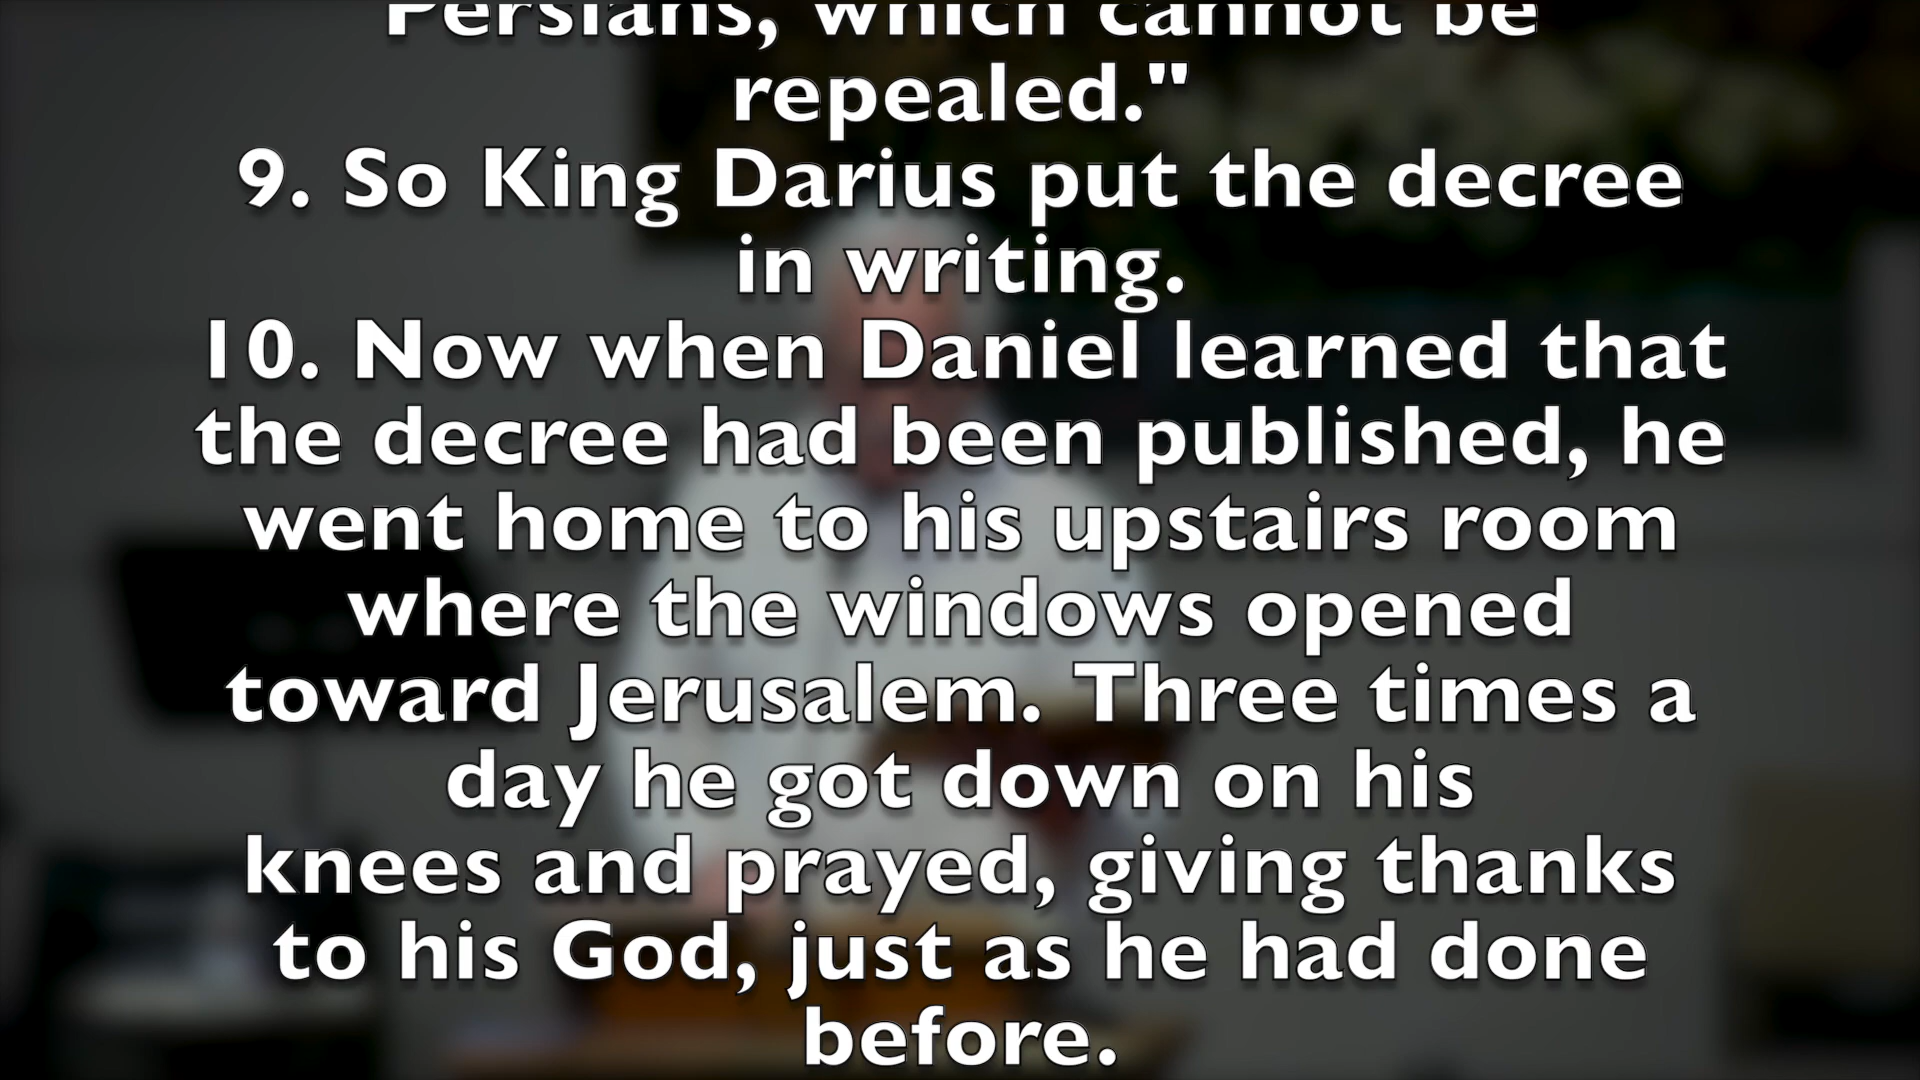 Persians, which cannot be
repealed."
9. So King Darius put the decree
in writing.
10. Now when Daniel learned that
the decree had been published, he
went home to his upstairs room
where the windows opened
toward Jerusalem. Three times a
day he got down on his
knees and prayed, giving thanks
to his God, just as he had done
before.